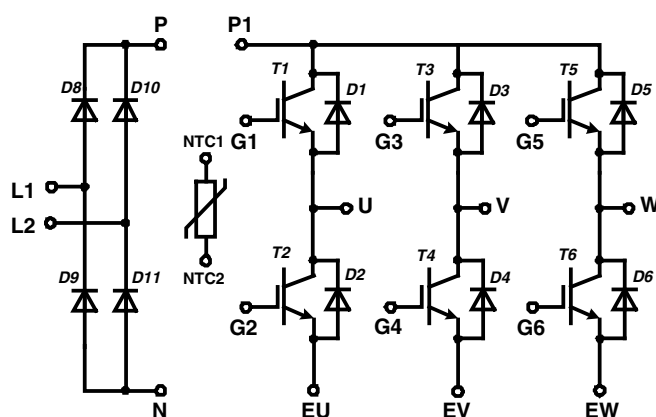 P P1
D8 D10 T1 D1 T3 D3 T5 D5
G1 G3 G5
NTC1
L1 U V W
L2
NTC2
D9 D11 T2 D2 T4 D4 T6 D6
G2 G4 G6
N EU EV EW